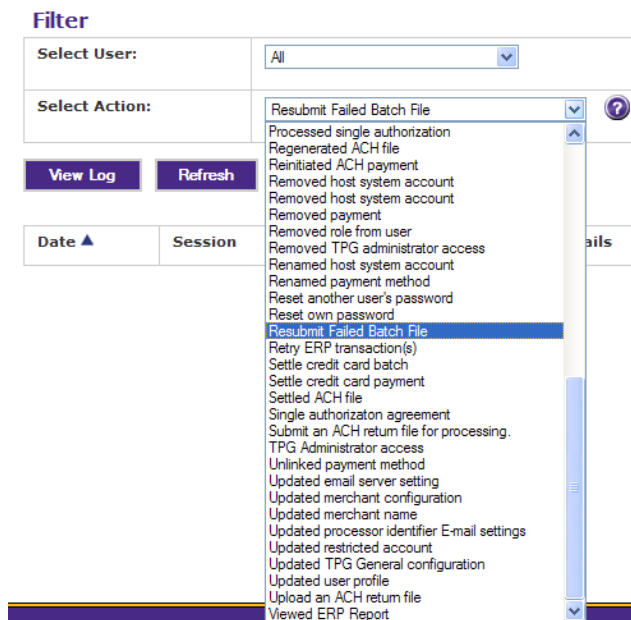 Filter
Select User:
All
Select Action:
Resubmit Failed Batch File
?
Processed single authorization
Regenerated ACH file
Reinitiated ACH payment
Removed host system account
Removed host system account
Removed payment
Removed role from user
Removed TPG administrator access
Renamed host system account
Renamed payment method
Reset another user's password
Reset own password
Resubmit Failed Batch File
Retry ERP transaction(s)
Settle credit card batch
Settle credit card payment
Settled ACH file
Single authorizaton agreement
Submit an ACH return file for processing.
TPG Administrator access
Unlinked payment method
Updated email server setting
Updated merchant configuration
Updated merchant name
Updated processor identifier E-mail settings
Updated restricted account
Updated TPG General configuration
Updated user profile
Upload an ACH return file
Viewed ERP Report
View Log Refresh
Date Session ails